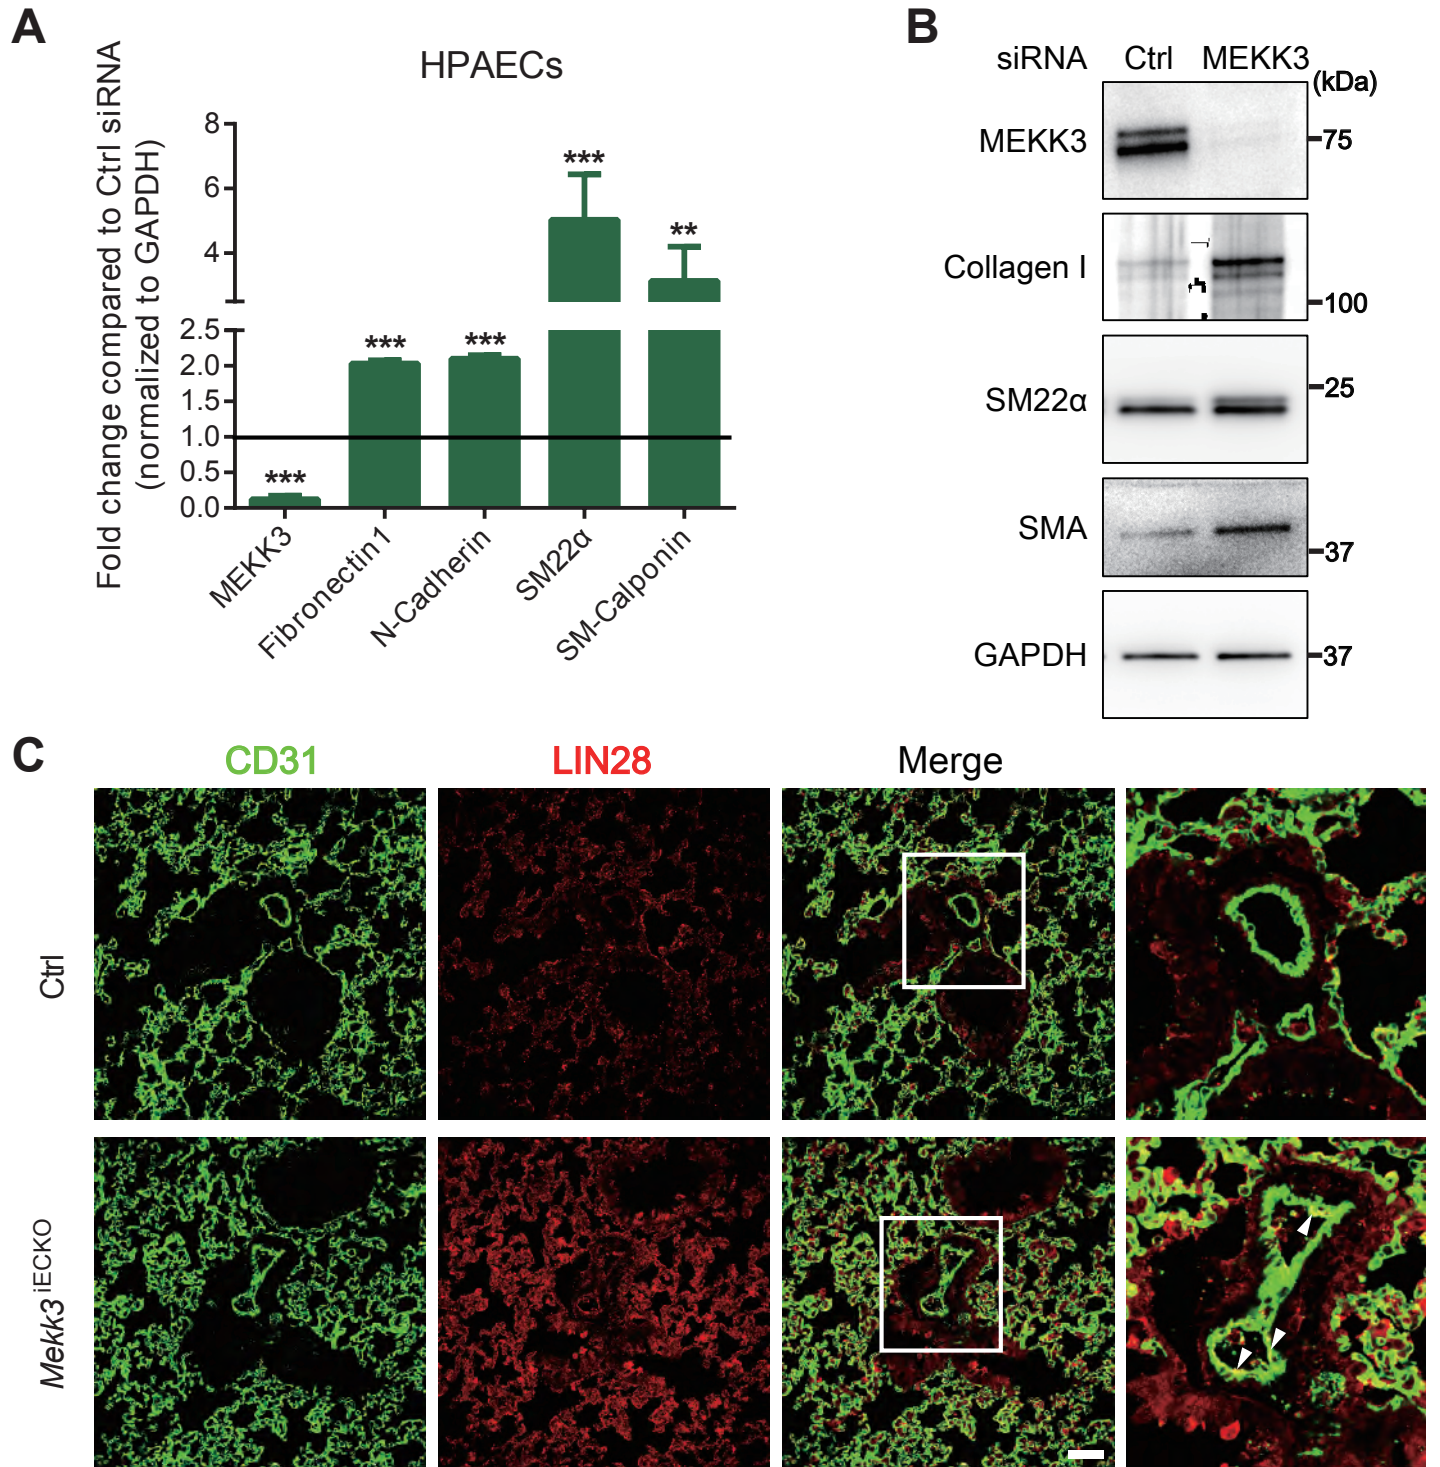 A
HPAECs
Fold change compared to Ctrl siRNA
(normalized to GAPDH)
8
6
4
2.5
2.0
1.5
1.0
0.5
0.0
***
***
***
***
**
MEKK3
Fibronectin1
N-Cadherin
SM22α
SM-Calponin
B
siRNA Ctrl MEKK3
(kDa)
MEKK3
75
Collagen I
100
SM22α
25
SMA
37
GAPDH
37
C
CD31 LIN28 Merge
Ctrl
Mekk3iECKO